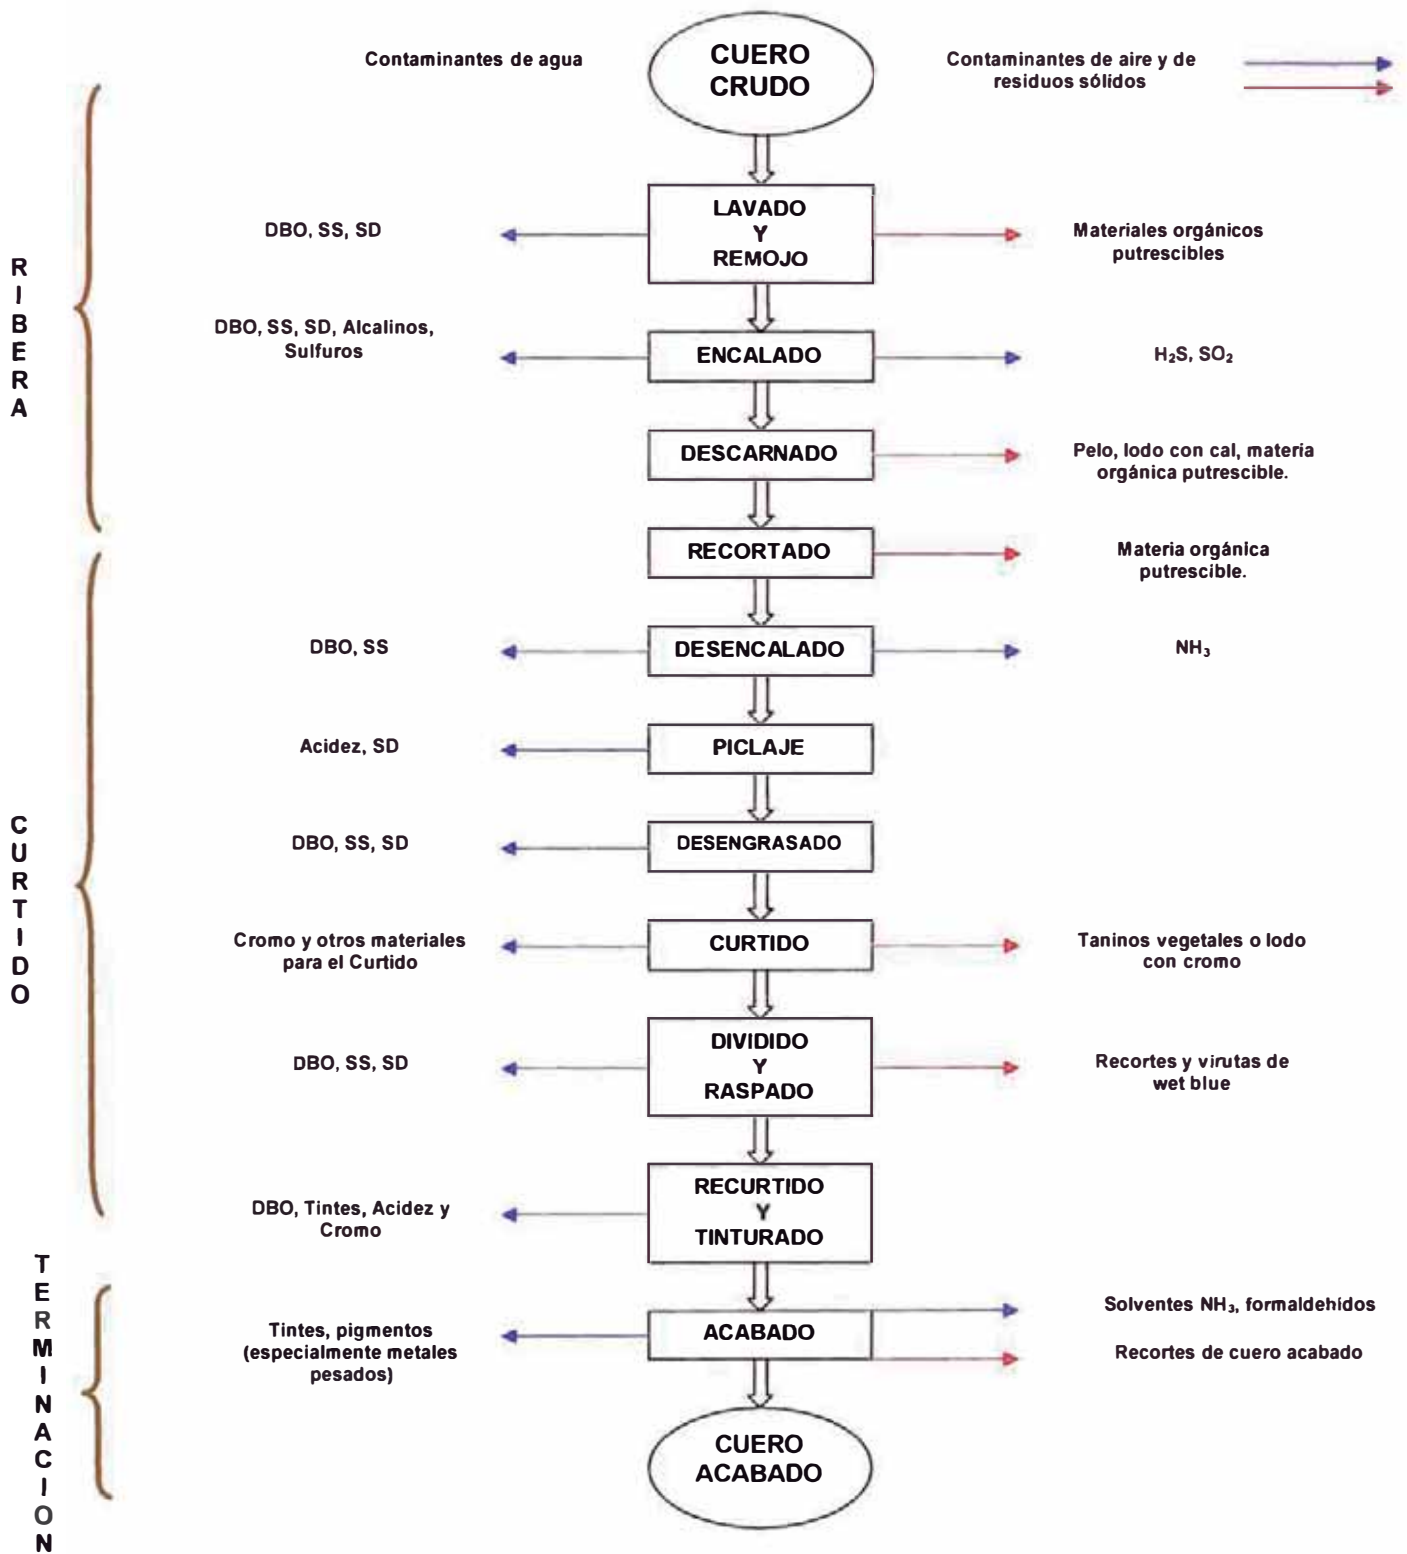 Contaminantes de agua
CUERO
CRUDO
Contaminantes de aire y de
residuos sólidos
RIBERA
LAVADO
Y
REMOJO
DBO, SS, SD
Materiales orgánicos
putrescibles
DBO, SS, SD, Alcalinos,
Sulfuros
ENCALADO
H₂S, SO₂
DESCARNADO
Pelo, lodo con cal, materia
orgánica putrescible.
CURTIDO
RECORTADO
Materia orgánica
putrescible.
DBO, SS
DESENCALADO
NH₃
Acidez, SD
PICLAJE
DBO, SS, SD
DESENGRASADO
Cromo y otros materiales
para el Curtido
CURTIDO
Taninos vegetales o lodo
con cromo
DBO, SS, SD
DIVIDIDO
Y
RASPADO
Recortes y virutas de
wet blue
DBO, Tintes, Acidez y
Cromo
RECURTIDO
Y
TINTURADO
TERMINACION
Tintes, pigmentos
(especialmente metales
pesados)
ACABADO
Solventes NH₃, formaldehídos
Recortes de cuero acabado
CUERO
ACABADO